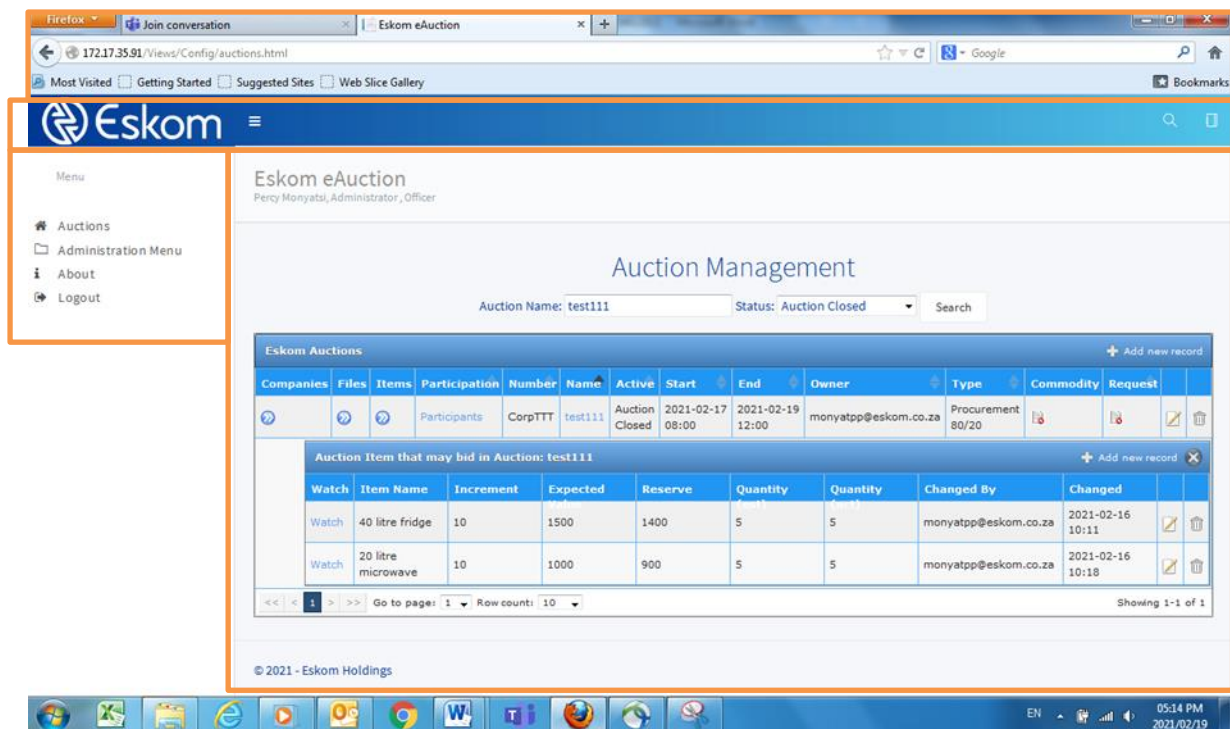 Firefox
Join conversation
Eskom eAuction
172.17.35.91/Views/Config/auctions.html
Google
Most Visited Getting Started Suggested Sites Web Slice Gallery
Bookmarks
Eskom
Menu
Auctions
Administration Menu
About
Logout
Eskom eAuction
Percy Monyatsi, Administrator , Officer
Auction Management
Auction Name: test111 Status: Auction Closed Search
Eskom Auctions Add new record
Companies Files Items Participation Number Name Active Start End Owner Type Commodity Request
Participants CorpTTT test111 Auction Closed 2021-02-17 08:00 2021-02-19 12:00 monyatpp@eskom.co.za Procurement 80/20
Auction Item that may bid in Auction: test111 Add new record
Watch Item Name Increment Expected Reserve Quantity Quantity Changed By Changed
Watch 40 litre fridge 10 1500 1400 5 5 monyatpp@eskom.co.za 2021-02-16 10:11
Watch 20 litre microwave 10 1000 900 5 5 monyatpp@eskom.co.za 2021-02-16 10:18
<< < 1 > >> Go to page: 1 Row count: 10 Showing 1-1 of 1
© 2021 - Eskom Holdings
EN 05:14 PM
2021/02/19